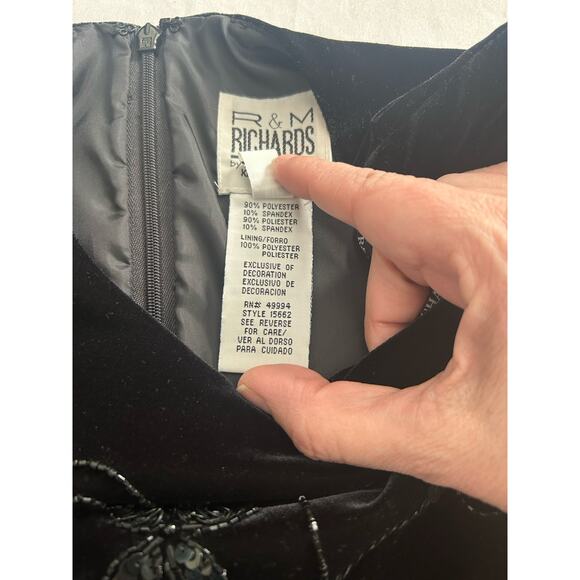 R & M
RICHARDS
by
90% POLYESTER
10% SPANDEX
90% POLIESTER
10% SPANDEX
LINING/FORRO
100% POLYESTER
POLIESTER
EXCLUSIVE OF
DECORATION
EXCLUSIVO DE
DECORACION
RN# 49994
STYLE 15662
SEE REVERSE
FOR CARE/
VER AL DORSO
PARA CUIDADO